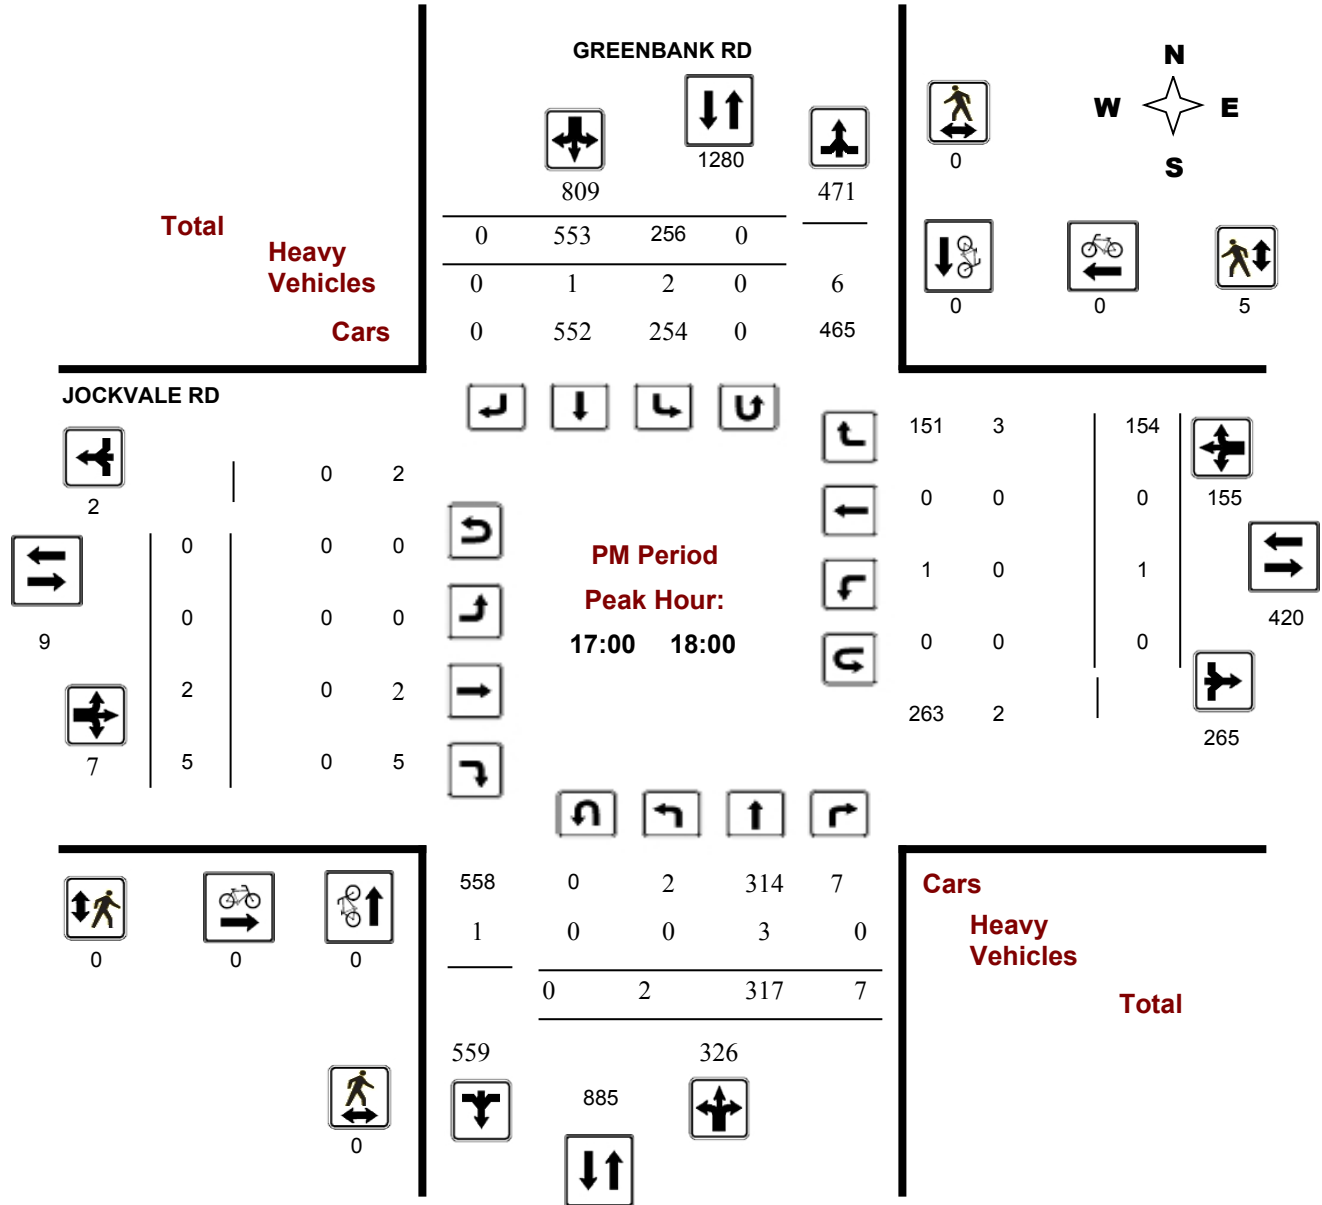 GREENBANK RD
N
W E
S
1280
0
809 471
Total
0 553 256 0
Heavy
Vehicles
0 1 2 0 6
Cars
0 552 254 0 465
0 0 5
JOCKVALE RD
151 3 154
0 2
2
0 0 0 155
0 0 0
PM Period
1 0 1
Peak Hour:
0 0 0
420
9
17:00 18:00
0 0 0
2 0 2
263 2
265
7
5 0 5
558 0 2 314 7
Cars
1 0 0 3 0
Heavy
Vehicles
0 0 0
0 2 317 7
Total
559 326
885
0